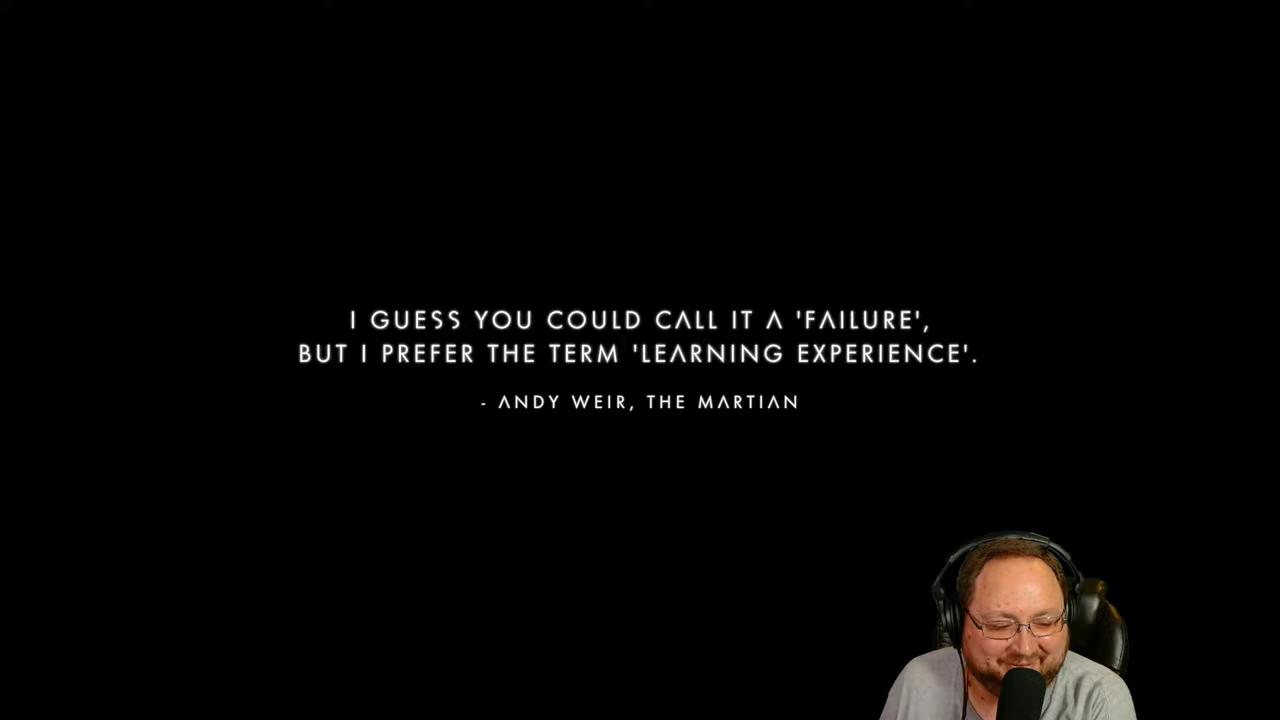 I GUESS YOU COULD CALL IT A 'FAILURE',
BUT I PREFER THE TERM 'LEARNING EXPERIENCE'.
- ANDY WEIR, THE MARTIAN